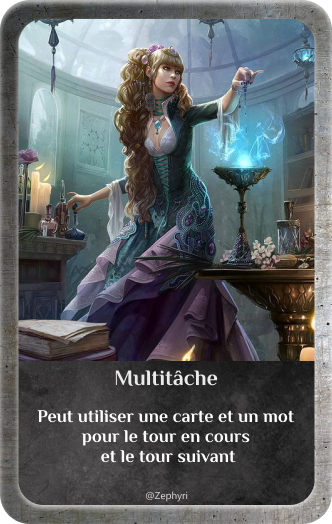 Multitâche
Peut utiliser une carte et un mot
pour le tour en cours
et le tour suivant
@Zephyri